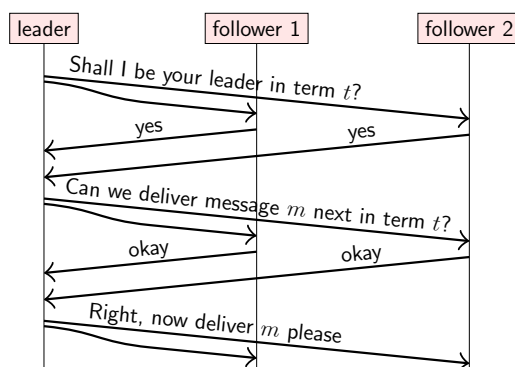 leader
follower 1
follower 2
Shall I be your leader in term t?
yes
yes
Can we deliver message m next in term t?
okay
okay
Right, now deliver m please